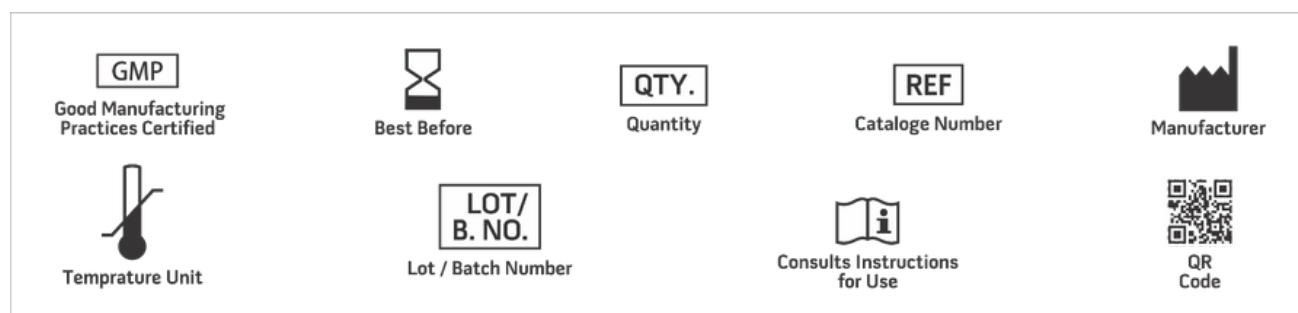 GMP
Good Manufacturing
Practices Certified
Best Before
QTY.
Quantity
REF
Cataloge Number
Manufacturer
Temprature Unit
LOT/
B. NO.
Lot / Batch Number
i
Consults Instructions
for Use
QR
Code